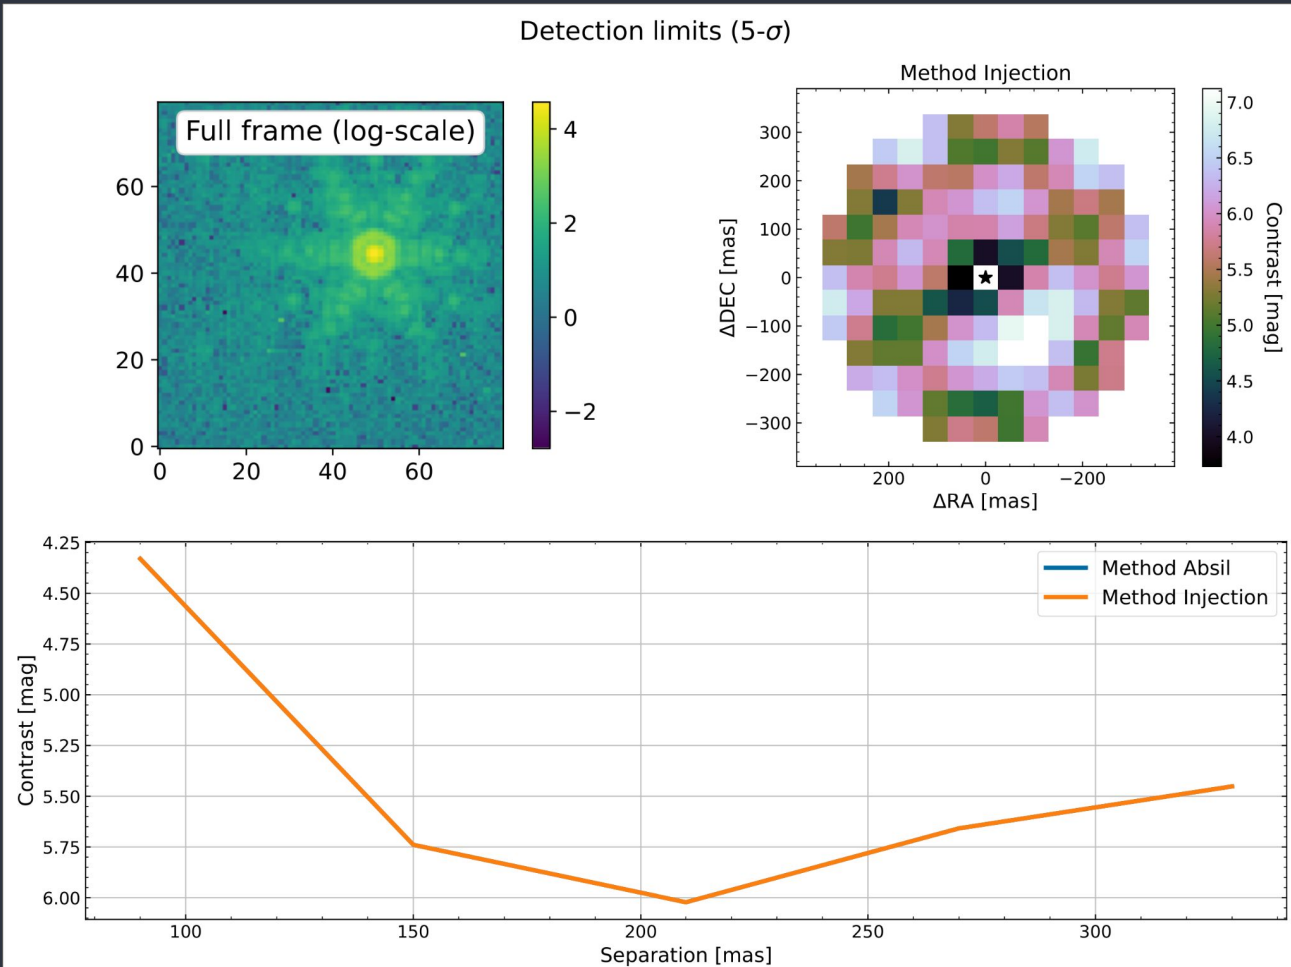 Detection limits (5-σ)
Full frame (log-scale)
60
40
20
0
0 20 40 60
4
2
0
−2
Method Injection
ΔDEC [mas]
300
200
100
0
−100
−200
−300
200 0 −200
ΔRA [mas]
7.0
6.5
6.0
5.5
5.0
4.5
4.0
Contrast [mag]
Contrast [mag]
4.25
4.50
4.75
5.00
5.25
5.50
5.75
6.00
Method Absil
Method Injection
100 150 200 250 300
Separation [mas]